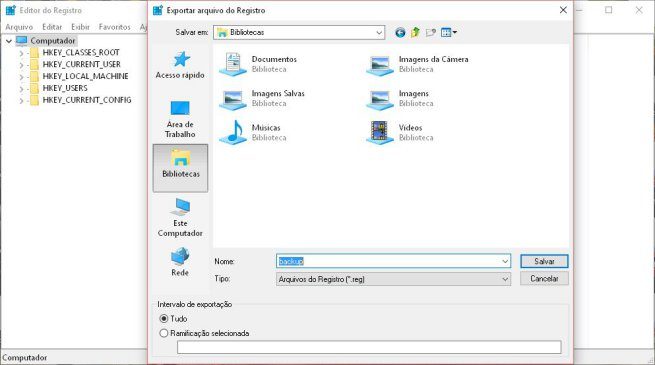 Editor do Registro
Arquivo Editar Exibir Favoritos
Computador
HKEY_CLASSES_ROOT
HKEY_CURRENT_USER
HKEY_LOCAL_MACHINE
HKEY_USERS
HKEY_CURRENT_CONFIG
Computador
Exportar arquivo do Registro
Salvar em: Bibliotecas
Acesso rápido
Área de
Trabalho
Bibliotecas
Este
Computador
Rede
Documentos
Biblioteca
Imagens da Câmera
Biblioteca
Imagens Salvas
Biblioteca
Imagens
Biblioteca
Músicas
Biblioteca
Vídeos
Biblioteca
Nome: backup
Salvar
Tipo: Arquivos do Registro (*.reg)
Cancelar
Intervalo de exportação
Tudo
Ramificação selecionada